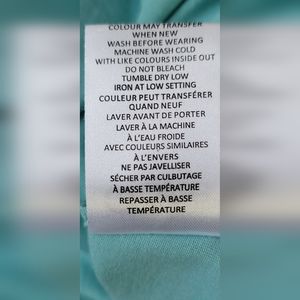 COLOUR MAY TRANSFER
WHEN NEW
WASH BEFORE WEARING
MACHINE WASH COLD
WITH LIKE COLOURS INSIDE OUT
DO NOT BLEACH
TUMBLE DRY LOW
IRON AT LOW SETTING
COULEUR PEUT TRANSFÉRER
QUAND NEUF
LAVER AVANT DE PORTER
LAVER À LA MACHINE
À L'EAU FROIDE
AVEC COULEURS SIMILAIRES
À L'ENVERS
NE PAS JAVELLISER
SÉCHER PAR CULBUTAGE
À BASSE TEMPÉRATURE
REPASSER À BASSE
TEMPÉRATURE